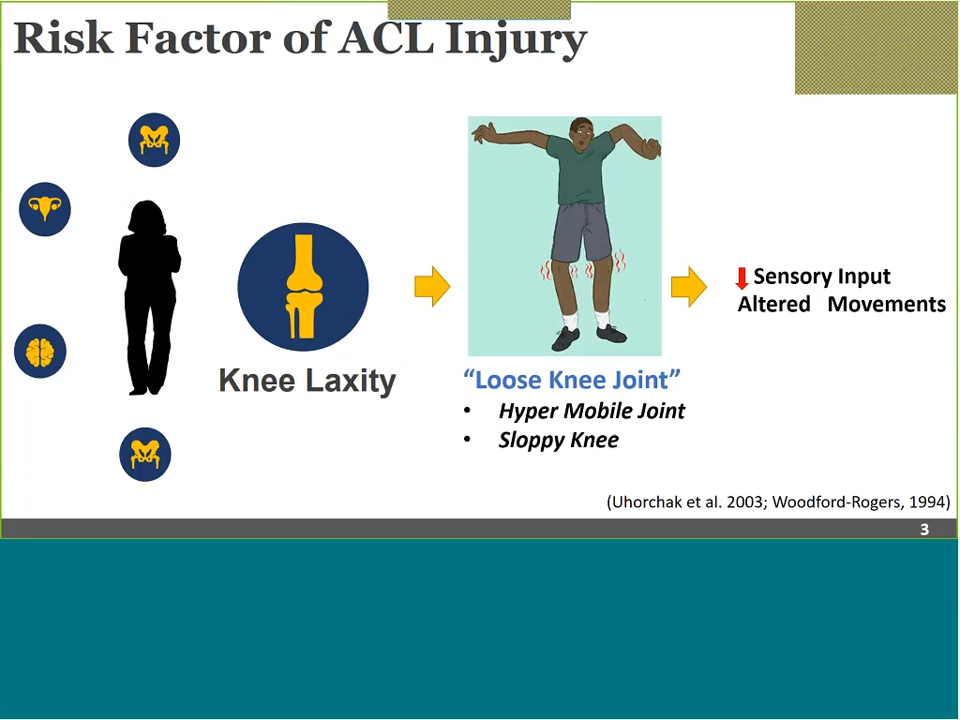 Risk Factor of ACL Injury
Knee Laxity
“Loose Knee Joint”
• Hyper Mobile Joint
• Sloppy Knee
Sensory Input
Altered Movements
(Uhorchak et al. 2003; Woodford-Rogers, 1994)
3